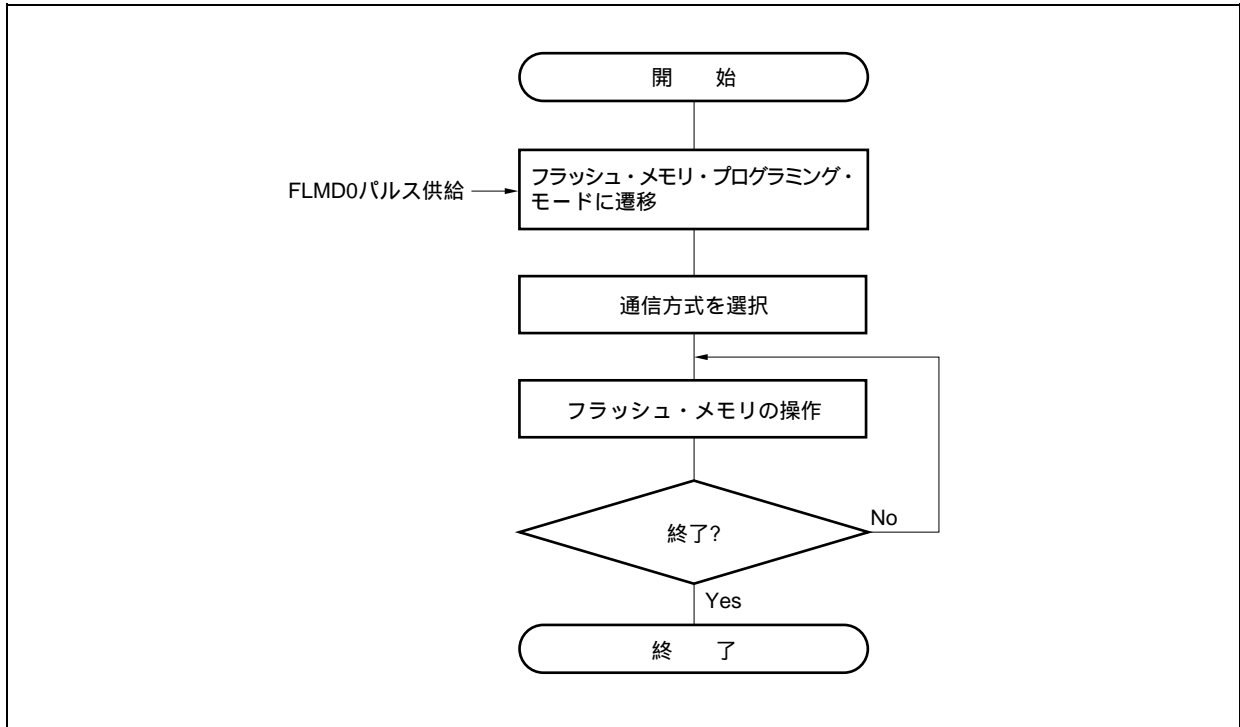 開 始
FLMD0パルス供給
フラッシュ・メモリ・プログラミング・
モードに遷移
通信方式を選択
フラッシュ・メモリの操作
終了?
No
Yes
終 了